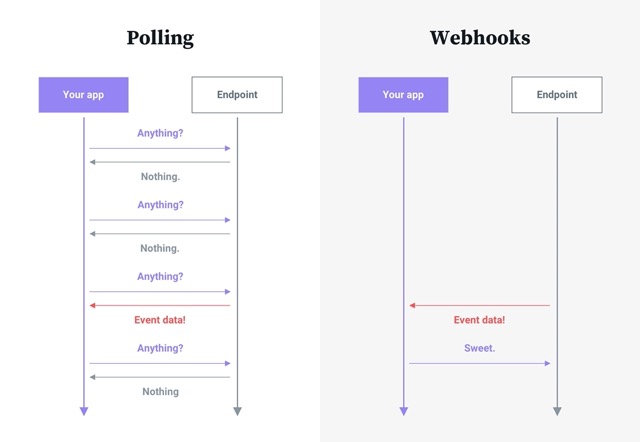 Polling
Your app
Endpoint
Anything?
Nothing.
Anything?
Nothing.
Anything?
Event data!
Anything?
Nothing
Webhooks
Your app
Endpoint
Event data!
Sweet.